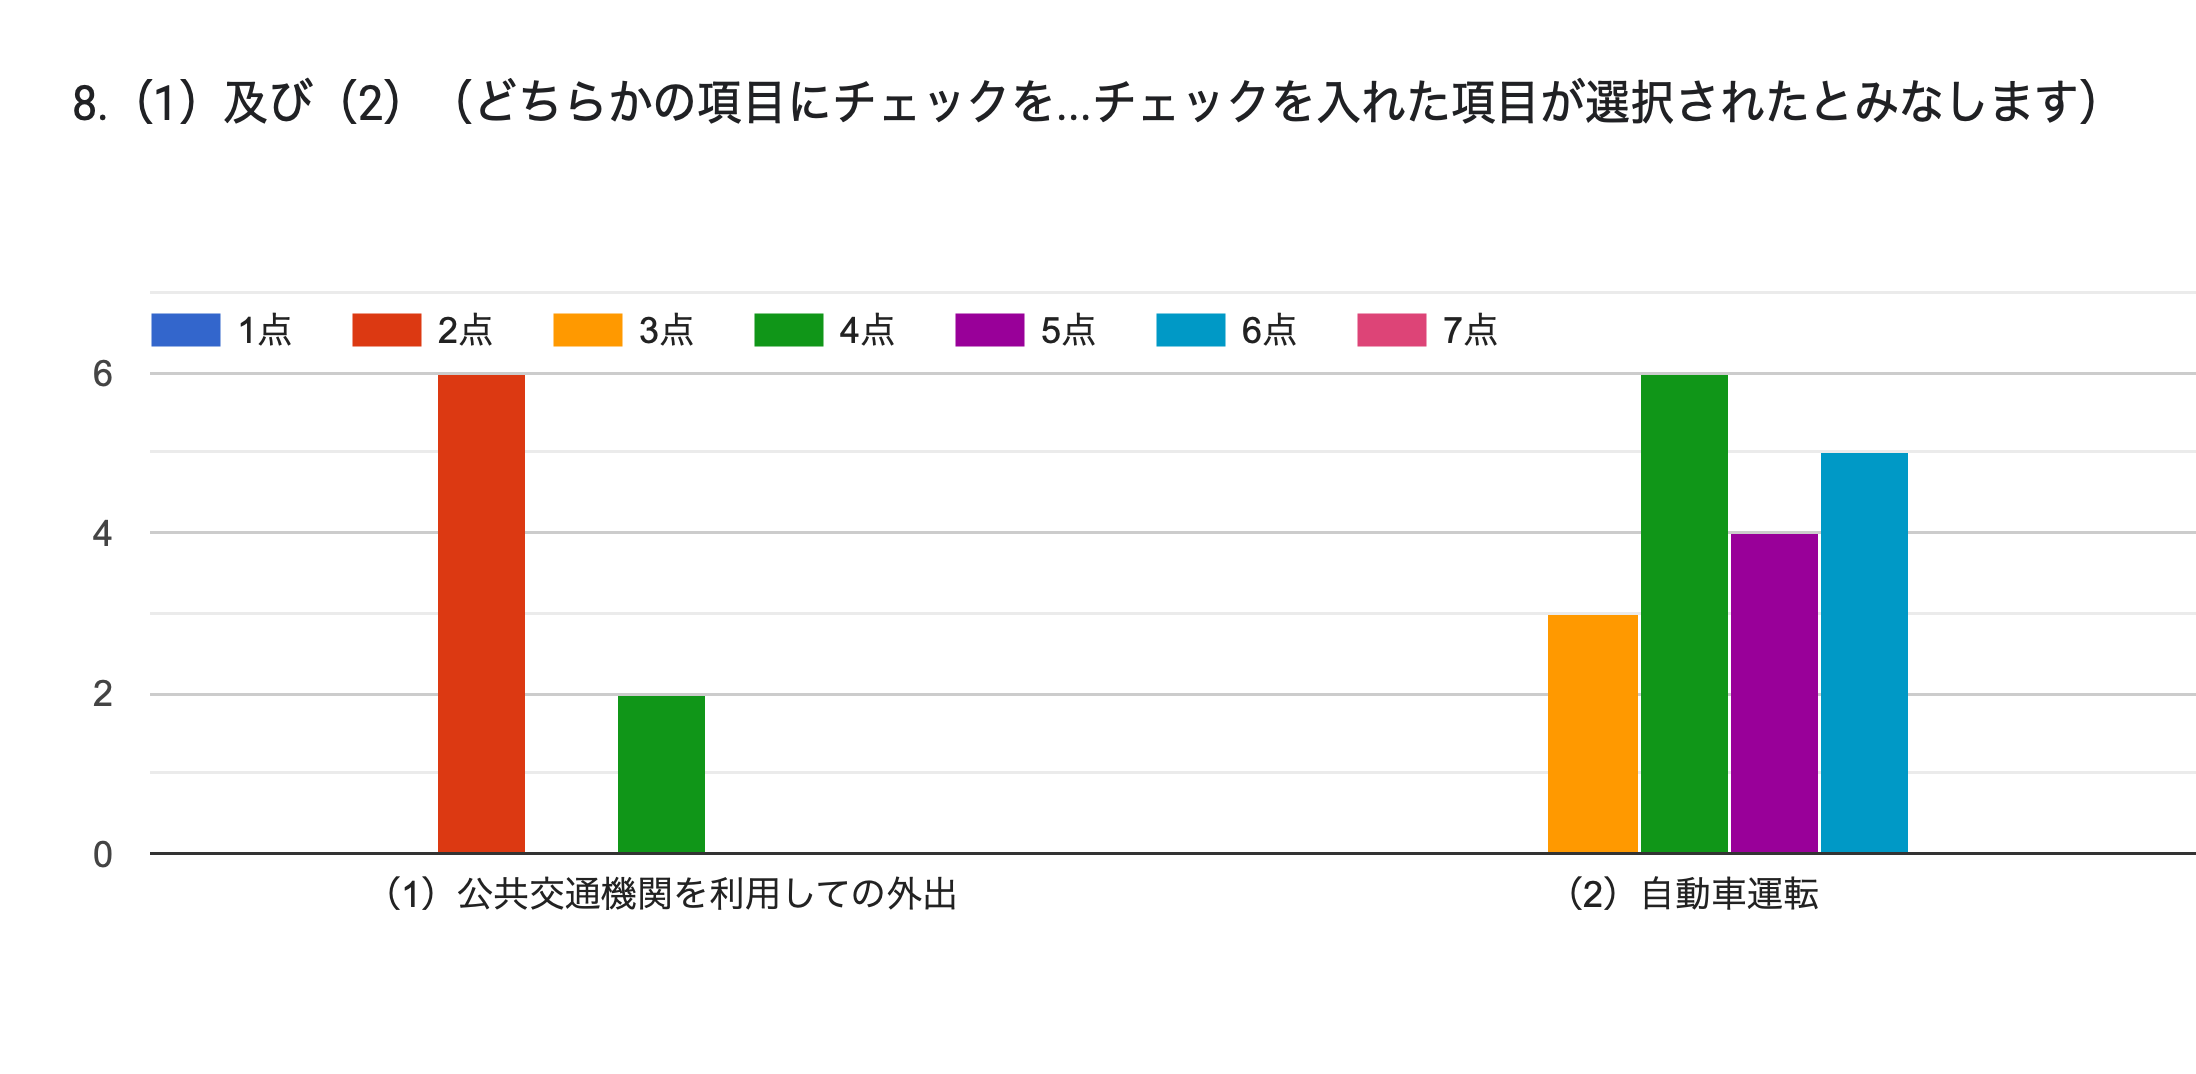 8.（1）及び（2）（どちらかの項目にチェックを...チェックを入れた項目が選択されたとみなします）
1点 2点 3点 4点 5点 6点 7点
6
4
2
0
（1）公共交通機関を利用しての外出 （2）自動車運転